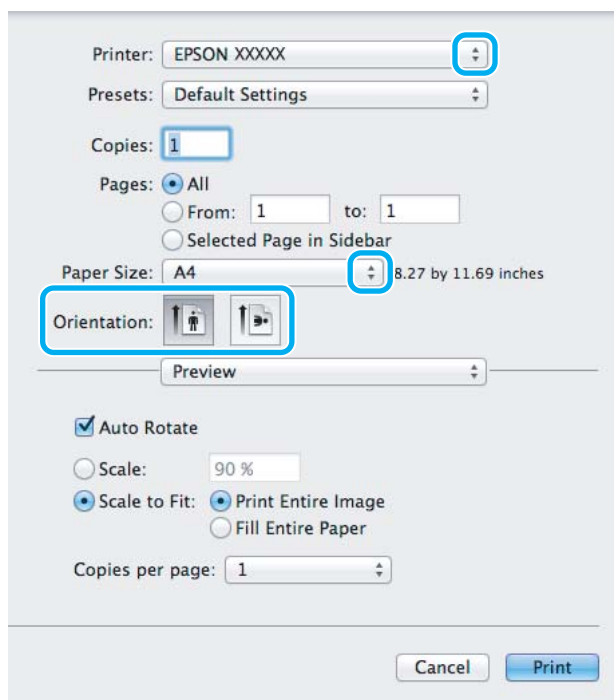 Printer: EPSON XXXXX
Presets: Default Settings
Copies: 1
Pages: All
From: 1 to: 1
Selected Page in Sidebar
Paper Size: A4 8.27 by 11.69 inches
Orientation:
Preview
Auto Rotate
Scale: 90 %
Scale to Fit: Print Entire Image
Fill Entire Paper
Copies per page: 1
Cancel Print